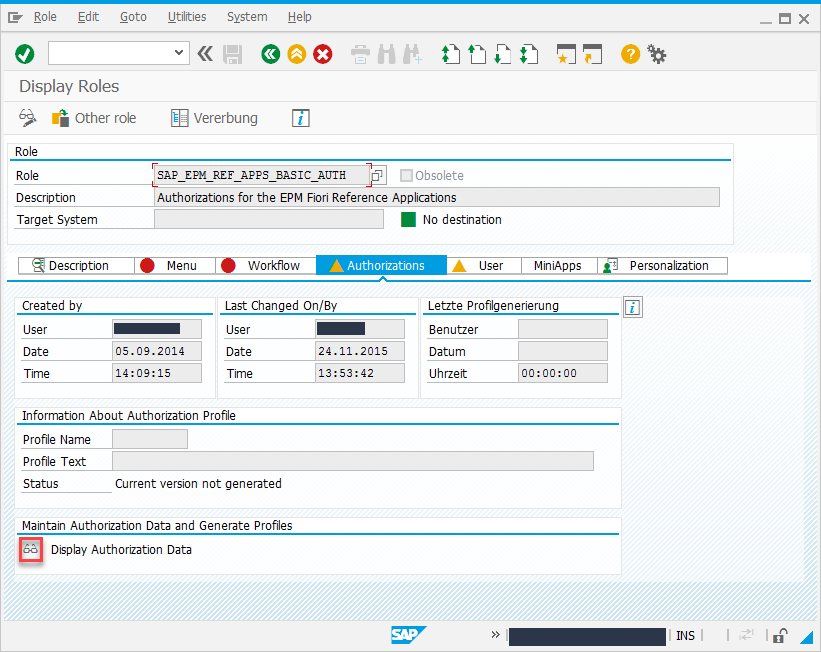 Role Edit Goto Utilities System Help
Display Roles
Other role Vererbung i
Role
Role SAP_EPM_REF_APPS_BASIC_AUTH Obsolete
Description Authorizations for the EPM Fiori Reference Applications
Target System No destination
Description Menu Workflow Authorizations User MiniApps Personalization
Created by Last Changed On/By Letzte Profilgenerierung i
User User Benutzer
Date 05.09.2014 Date 24.11.2015 Datum
Time 14:09:15 Time 13:53:42 Uhrzeit 00:00:00
Information About Authorization Profile
Profile Name
Profile Text
Status Current version not generated
Maintain Authorization Data and Generate Profiles
Display Authorization Data
SAP INS